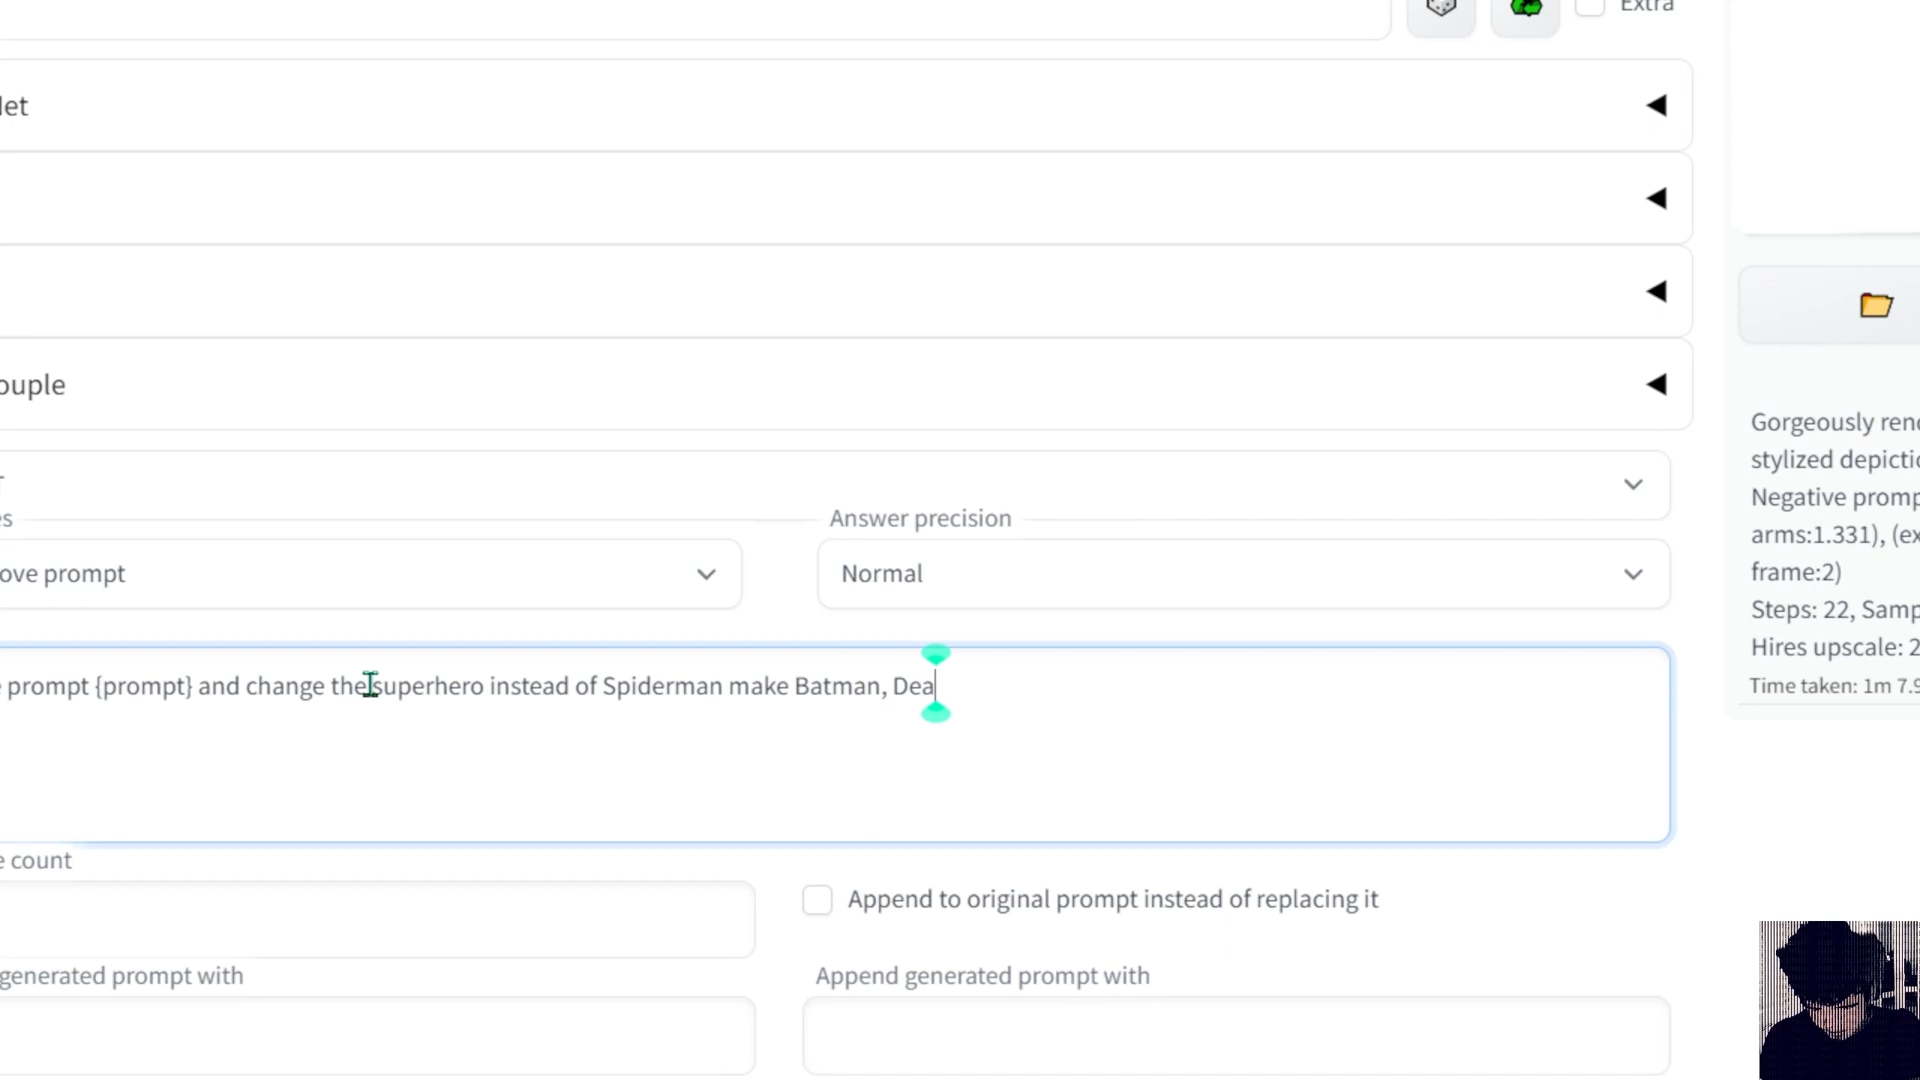 Extra
ouple
Answer precision
ove prompt
Normal
prompt {prompt} and change the superhero instead of Spiderman make Batman, Dea
count
Append to original prompt instead of replacing it
generated prompt with
Append generated prompt with
Gorgeously ren
stylized depicti
Negative promp
arms:1.331), (ex
frame:2)
Steps: 22, Samp
Hires upscale: 2
Time taken: 1m 7.9